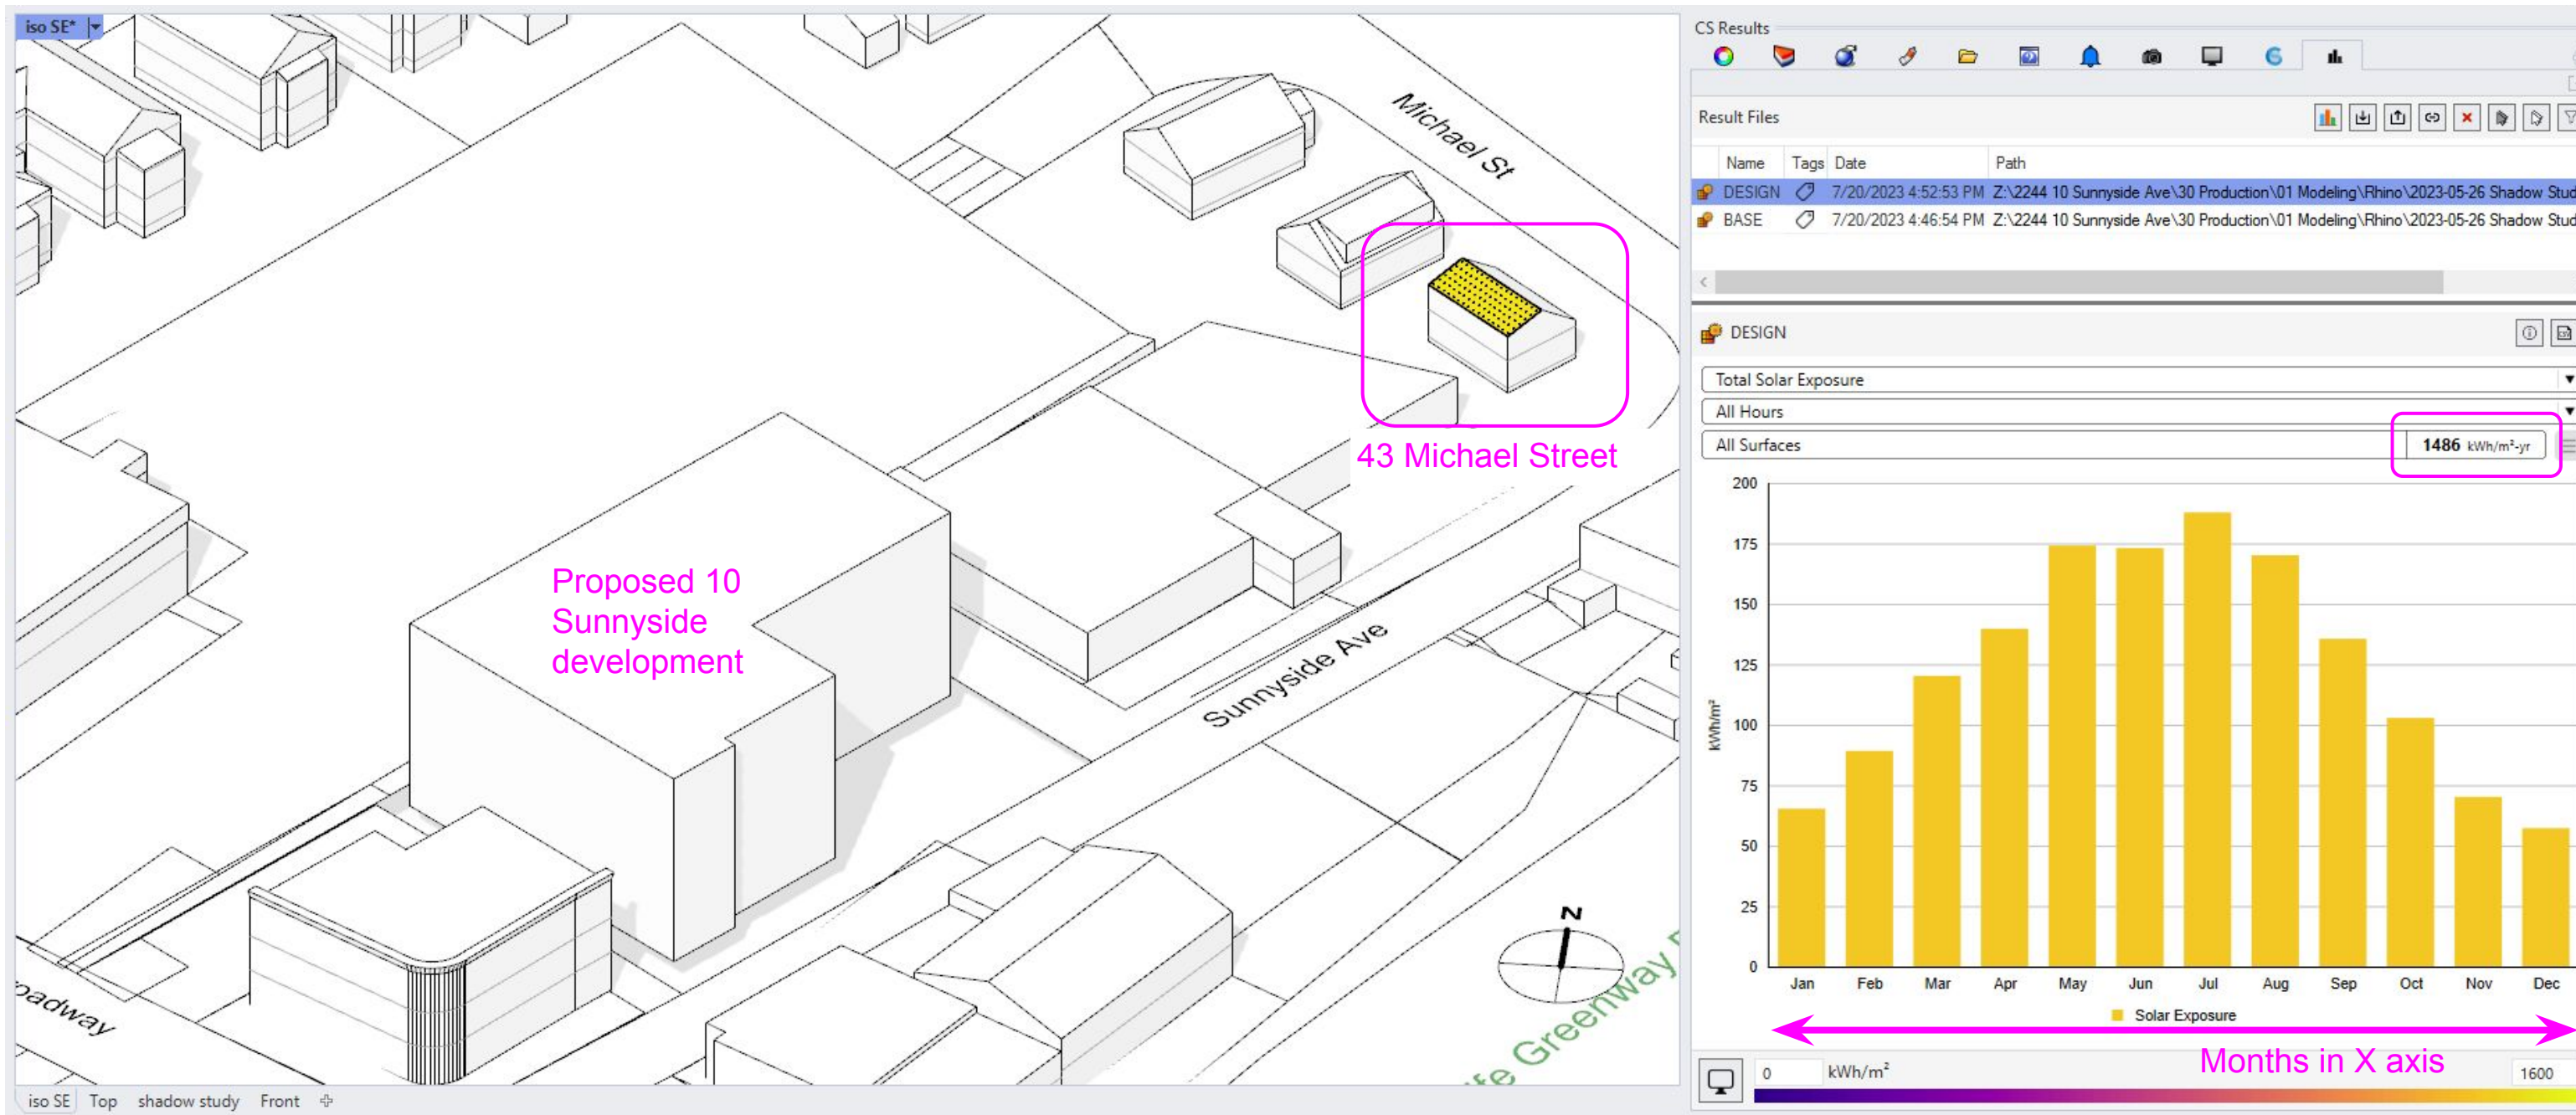 iso SE*
CS Results
Result Files
Name Tags Date Path
DESIGN 7/20/2023 4:52:53 PM Z:\2244 10 Sunnyside Ave\30 Production\01 Modeling\Rhino\2023-05-26 Shadow Stud
BASE 7/20/2023 4:46:54 PM Z:\2244 10 Sunnyside Ave\30 Production\01 Modeling\Rhino\2023-05-26 Shadow Stud
DESIGN
Total Solar Exposure
All Hours
All Surfaces 1486 kWh/m²-yr
Michael St
43 Michael Street
Proposed 10
Sunnyside
development
Sunnyside Ave
N
oadway
fe Greenway
200
175
150
125
100
75
50
25
0
kWh/m²
Jan Feb Mar Apr May Jun Jul Aug Sep Oct Nov Dec
Solar Exposure
Months in X axis
0 kWh/m² 1600
iso SE Top shadow study Front